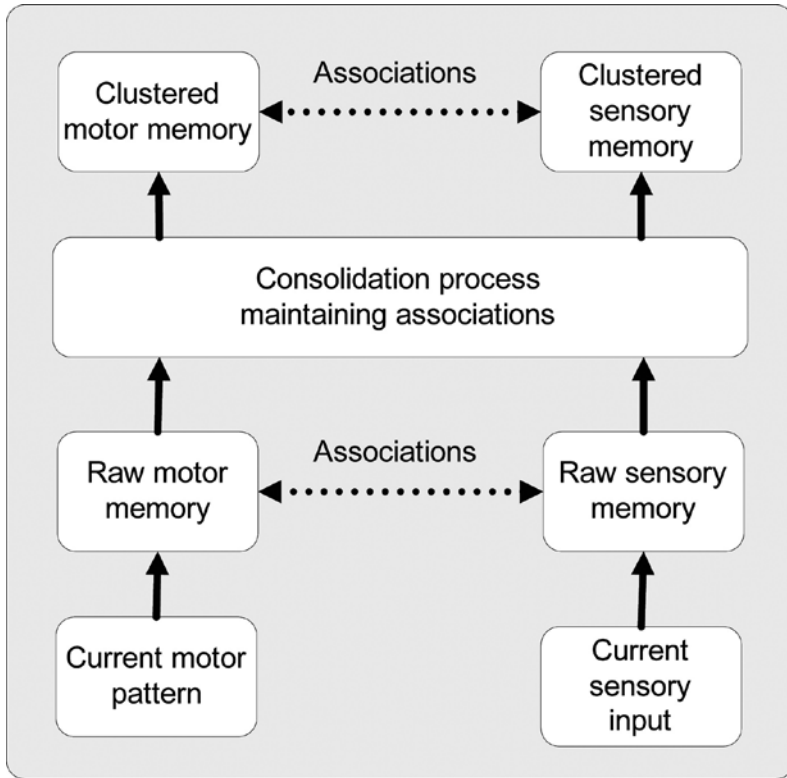 Clustered
motor memory
Associations
Clustered
sensory
memory
Consolidation process
maintaining associations
Raw motor
memory
Associations
Raw sensory
memory
Current motor
pattern
Current
sensory
input